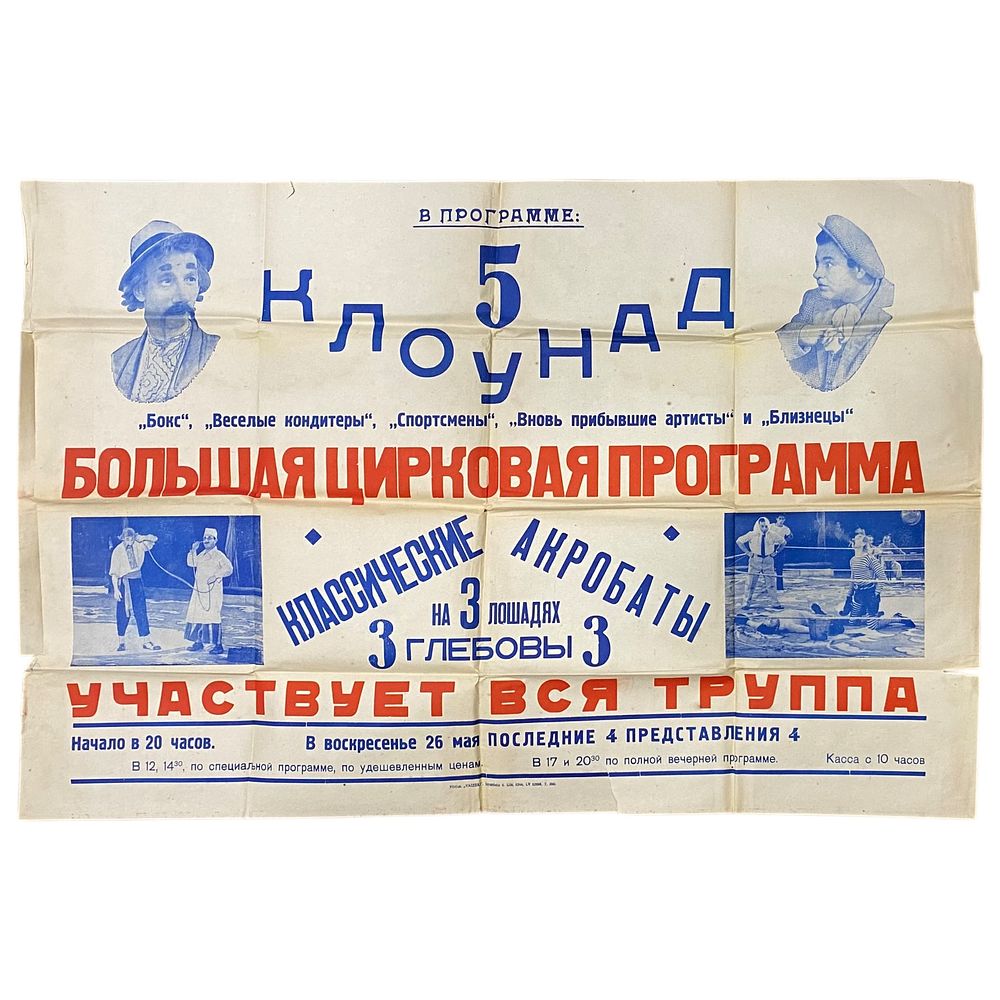 В ПРОГРАММЕ:
5
КЛОУНАД
„Бокс“, „Веселые кондитеры“, „Спортсмены“, „Вновь прибывшие артисты“ и „Близнецы“
БОЛЬШАЯ ЦИРКОВАЯ ПРОГРАММА
КЛАССИЧЕСКИЕ АКРОБАТЫ
НА 3 ЛОШАДЯХ
3 ГЛЕБОВЫ 3
УЧАСТВУЕТ ВСЯ ТРУППА
Начало в 20 часов. В воскресенье 26 мая ПОСЛЕДНИЕ 4 ПРЕДСТАВЛЕНИЯ 4
В 12, 14³⁰, по специальной программе, по удешевленным ценам. В 17 и 20³⁰ по полной вечерней программе. Касса с 10 часов